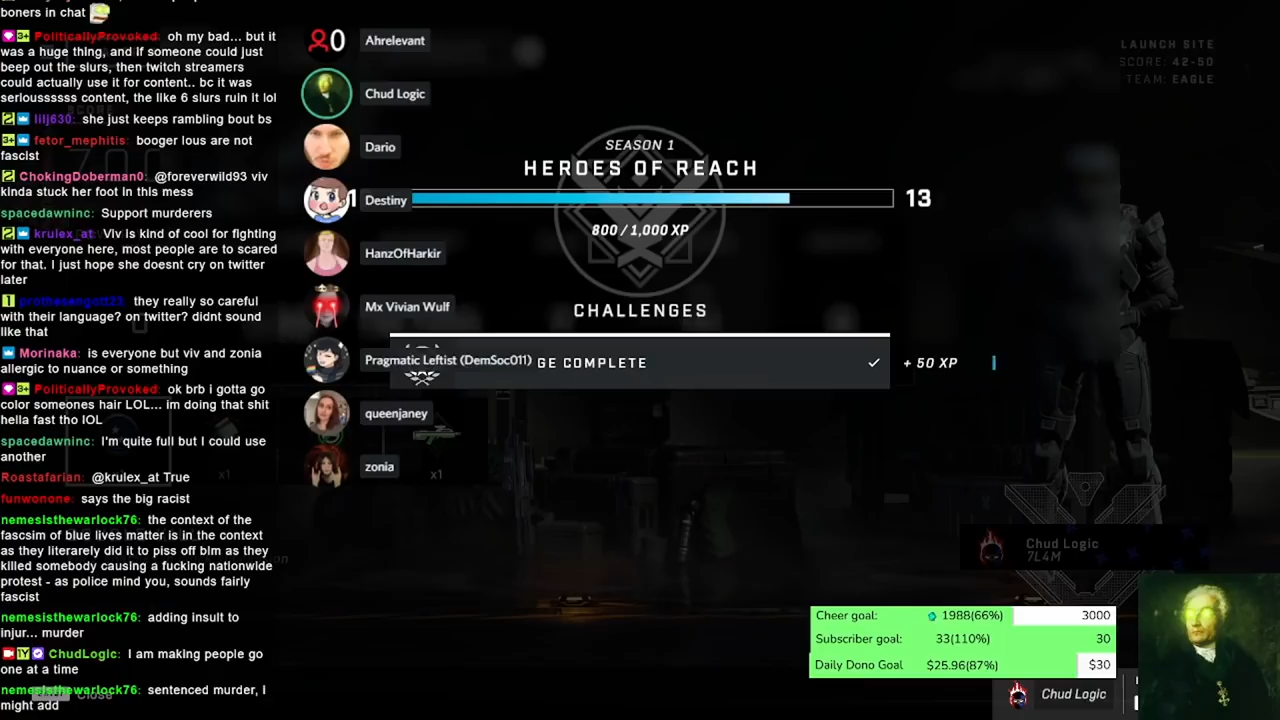 boners in chat
PoliticallyProvoked: oh my bad... but it
was a huge thing, and if someone could just
beep out the slurs, then twitch streamers
could actually use it for content.. bc it was
serioussssss content, the like 6 slurs ruin it lol
lilj630: she just keeps rambling bout bs
fetor_mephitis: booger lous are not
fascist
ChokingDoberman0: @foreverwild93 viv
kinda stuck her foot in this mess
spacedawninc: Support murderers
krulex_at: Viv is kind of cool for fighting
with everyone here, most people are to scared
for that. I just hope she doesnt cry on twitter
later
they really so careful
with their language? on twitter? didnt sound
like that
Morinaka: is everyone but viv and zonia
allergic to nuance or something
PoliticallyProvoked: ok brb i gotta go
color someones hair LOL... im doing that shit
hella fast tho lOL
spacedawninc: I'm quite full but I could use
another
Roastafarian: @krulex_at True
funwonone: says the big racist
nemesisthewarlock76: the context of the
fascsim of blue lives matter is in the context
as they literarely did it to piss off blm as they
killed somebody causing a fucking nationwide
protest - as police mind you, sounds fairly
fascist
nemesisthewarlock76: adding insult to
injur... murder
ChudLogic: I am making people go
one at a time
nemesisthewarlock76: sentenced murder, I
might add
Close
0
Ahrelevant
Chud Logic
Dario
Destiny
HanzOfHarkir
Mx Vivian Wulf
Pragmatic Leftist (DemSoc011)
queenjaney
zonia
x1
x1
SEASON 1
HEROES OF REACH
13
800 / 1,000 XP
CHALLENGES
GE COMPLETE
+ 50 XP
LAUNCH SITE
SCORE: 42-50
TEAM: EAGLE
Chud Logic
7L4M
Cheer goal: 1988(66%) 3000
Subscriber goal: 33(110%) 30
Daily Dono Goal $25.96(87%) $30
Chud Logic